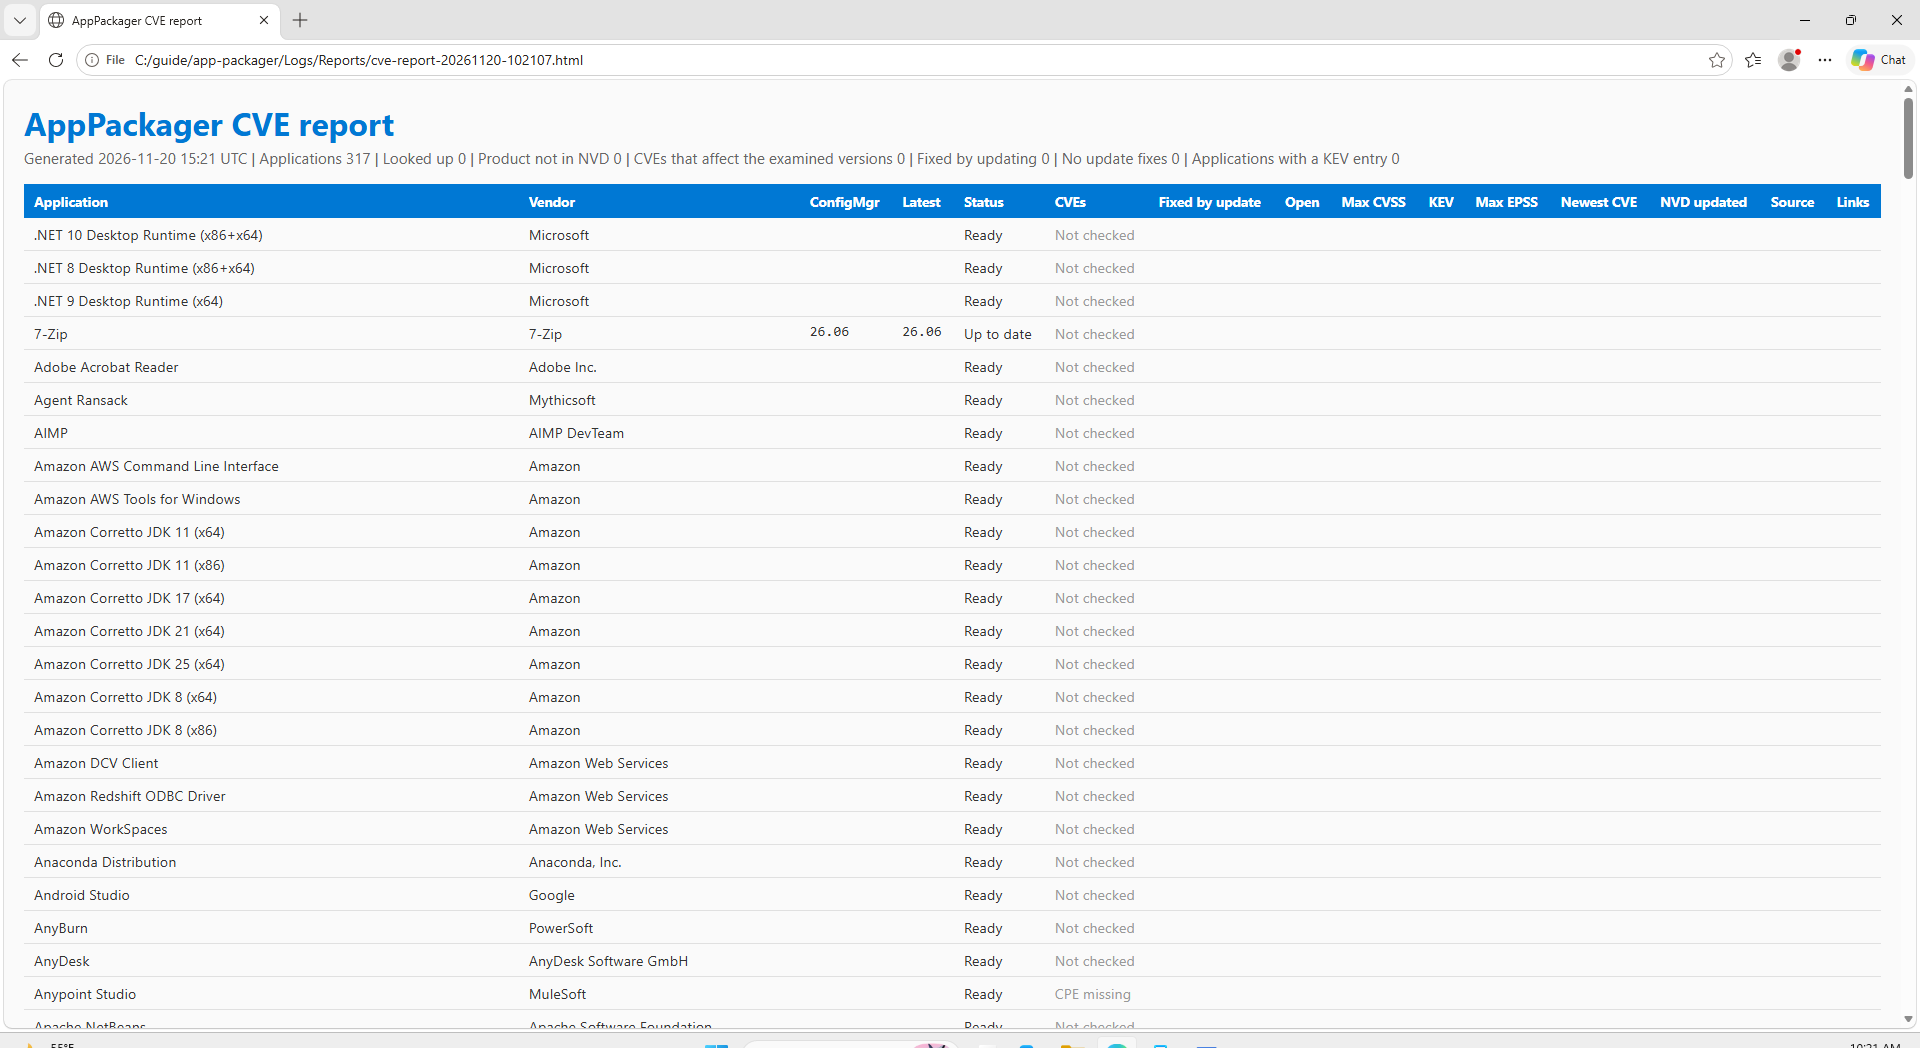 AppPackager CVE report
File C:/guide/app-packager/Logs/Reports/cve-report-20261120-102107.html
Chat
AppPackager CVE report
Generated 2026-11-20 15:21 UTC | Applications 317 | Looked up 0 | Product not in NVD 0 | CVEs that affect the examined versions 0 | Fixed by updating 0 | No update fixes 0 | Applications with a KEV entry 0
Application Vendor ConfigMgr Latest Status CVEs Fixed by update Open Max CVSS KEV Max EPSS Newest CVE NVD updated Source Links
.NET 10 Desktop Runtime (x86+x64) Microsoft Ready Not checked
.NET 8 Desktop Runtime (x86+x64) Microsoft Ready Not checked
.NET 9 Desktop Runtime (x64) Microsoft Ready Not checked
7-Zip 7-Zip 26.06 26.06 Up to date Not checked
Adobe Acrobat Reader Adobe Inc. Ready Not checked
Agent Ransack Mythicsoft Ready Not checked
AIMP AIMP DevTeam Ready Not checked
Amazon AWS Command Line Interface Amazon Ready Not checked
Amazon AWS Tools for Windows Amazon Ready Not checked
Amazon Corretto JDK 11 (x64) Amazon Ready Not checked
Amazon Corretto JDK 11 (x86) Amazon Ready Not checked
Amazon Corretto JDK 17 (x64) Amazon Ready Not checked
Amazon Corretto JDK 21 (x64) Amazon Ready Not checked
Amazon Corretto JDK 25 (x64) Amazon Ready Not checked
Amazon Corretto JDK 8 (x64) Amazon Ready Not checked
Amazon Corretto JDK 8 (x86) Amazon Ready Not checked
Amazon DCV Client Amazon Web Services Ready Not checked
Amazon Redshift ODBC Driver Amazon Web Services Ready Not checked
Amazon WorkSpaces Amazon Web Services Ready Not checked
Anaconda Distribution Anaconda, Inc. Ready Not checked
Android Studio Google Ready Not checked
AnyBurn PowerSoft Ready Not checked
AnyDesk AnyDesk Software GmbH Ready Not checked
Anypoint Studio MuleSoft Ready CPE missing
Apache NetBeans Apache Software Foundation Ready Not checked
55°F 10:21 AM